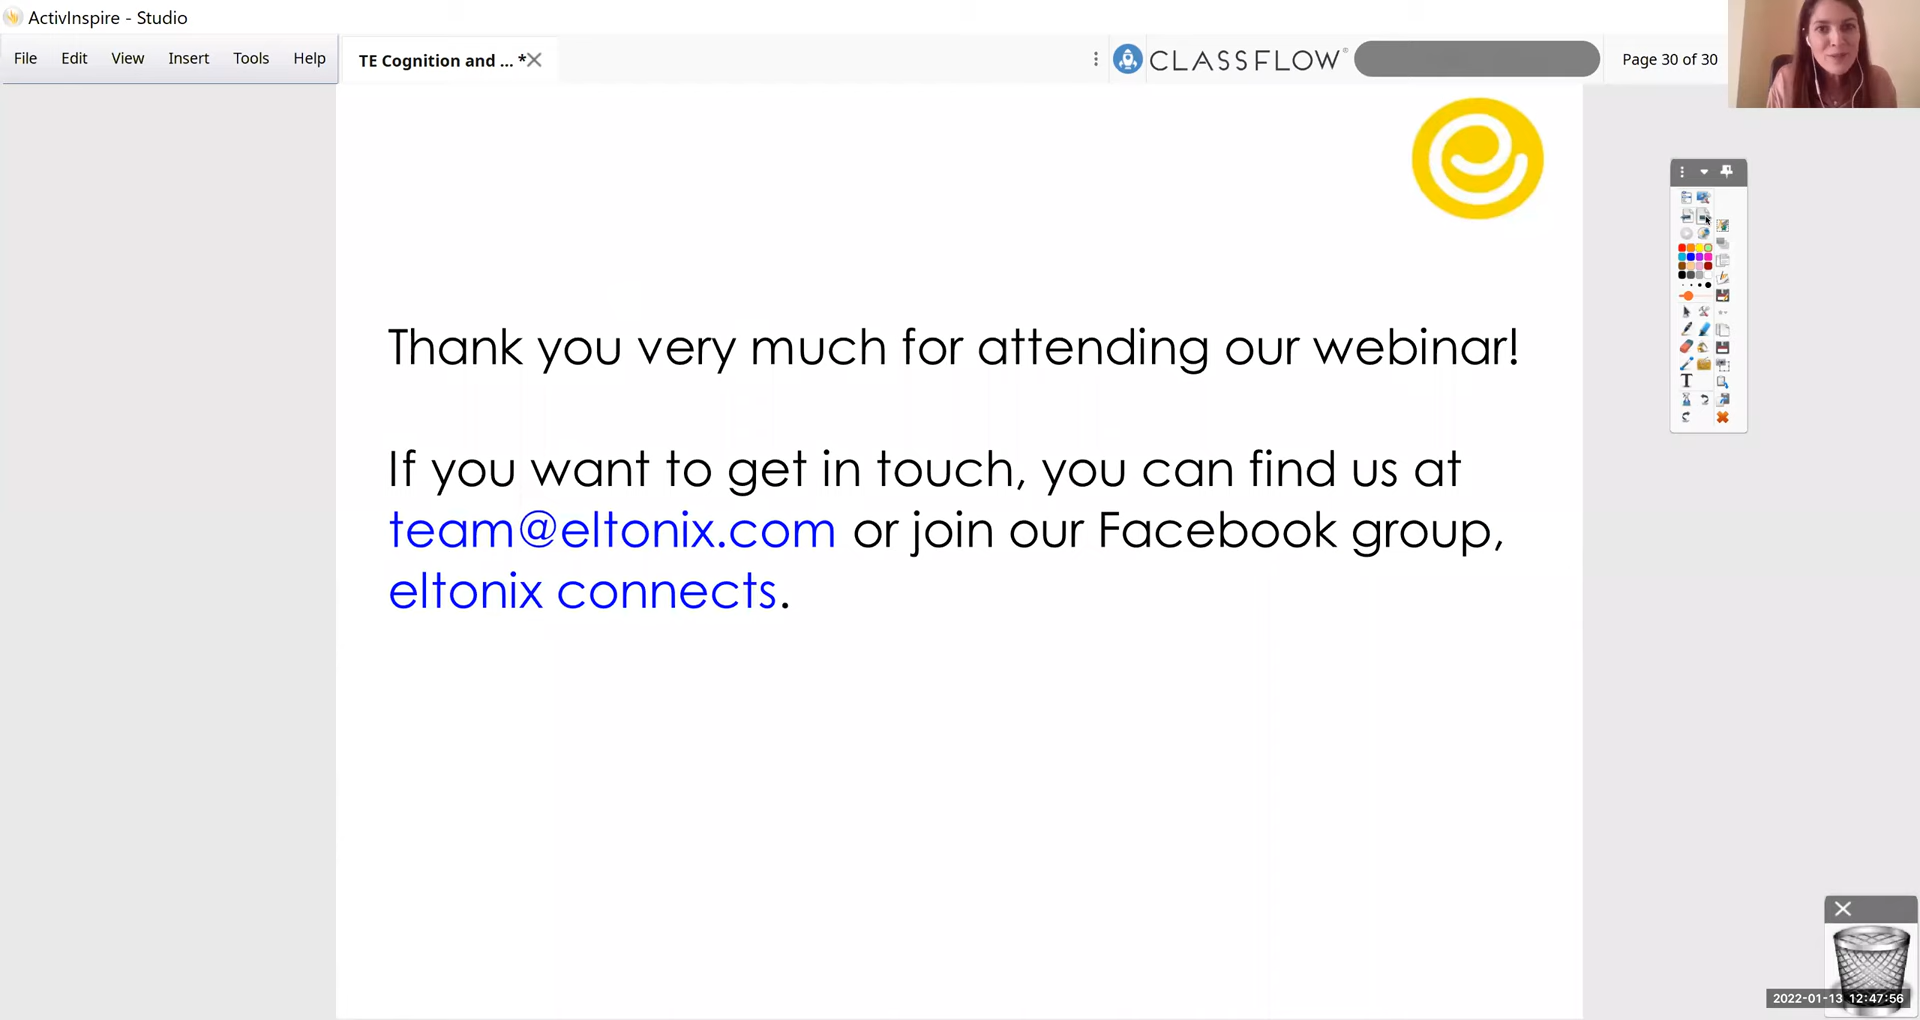 ActivInspire - Studio
File Edit View Insert Tools Help
TE Cognition and ... *
CLASSFLOW®
Page 30 of 30
Thank you very much for attending our webinar!
If you want to get in touch, you can find us at
team@eltonix.com or join our Facebook group,
eltonix connects.
T
2022-01-13 12:47:56